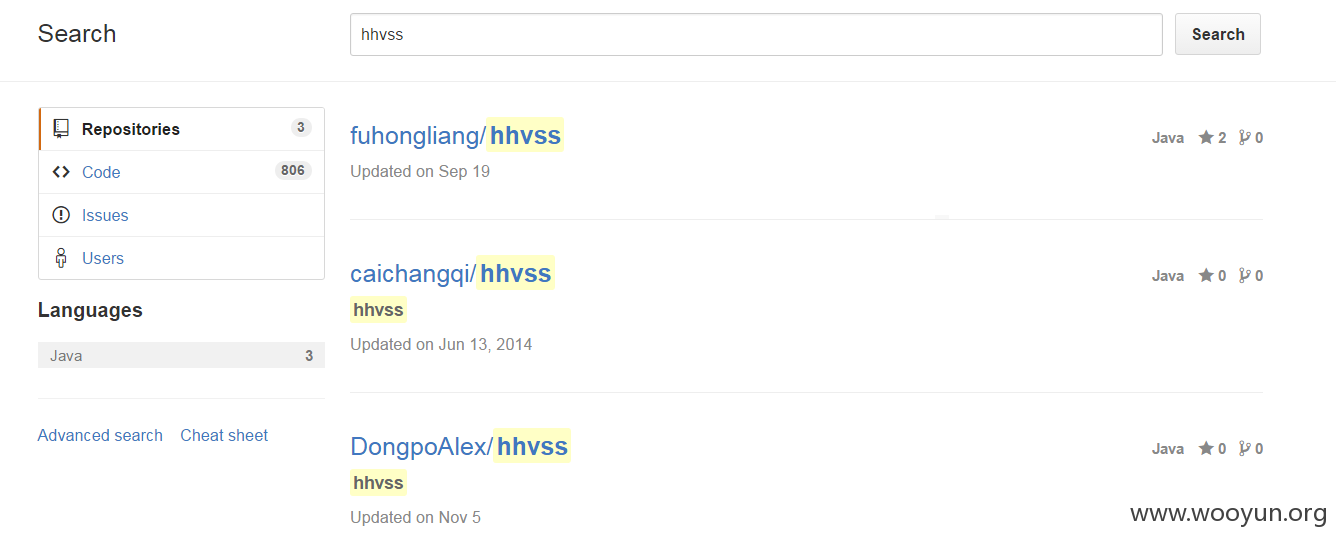 Search
hhvss
Search
Repositories 3
Code 806
Issues
Users
Languages
Java 3
Advanced search Cheat sheet
fuhongliang/hhvss
Java 2 0
Updated on Sep 19
caichangqi/hhvss
Java 0 0
hhvss
Updated on Jun 13, 2014
DongpoAlex/hhvss
Java 0 0
hhvss
Updated on Nov 5
www.wooyun.org